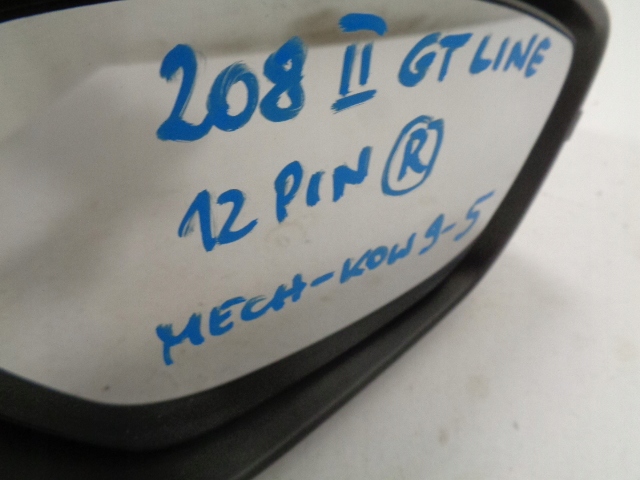 208 II GT LINE
12 PIN R
MECH-KOW 9-5